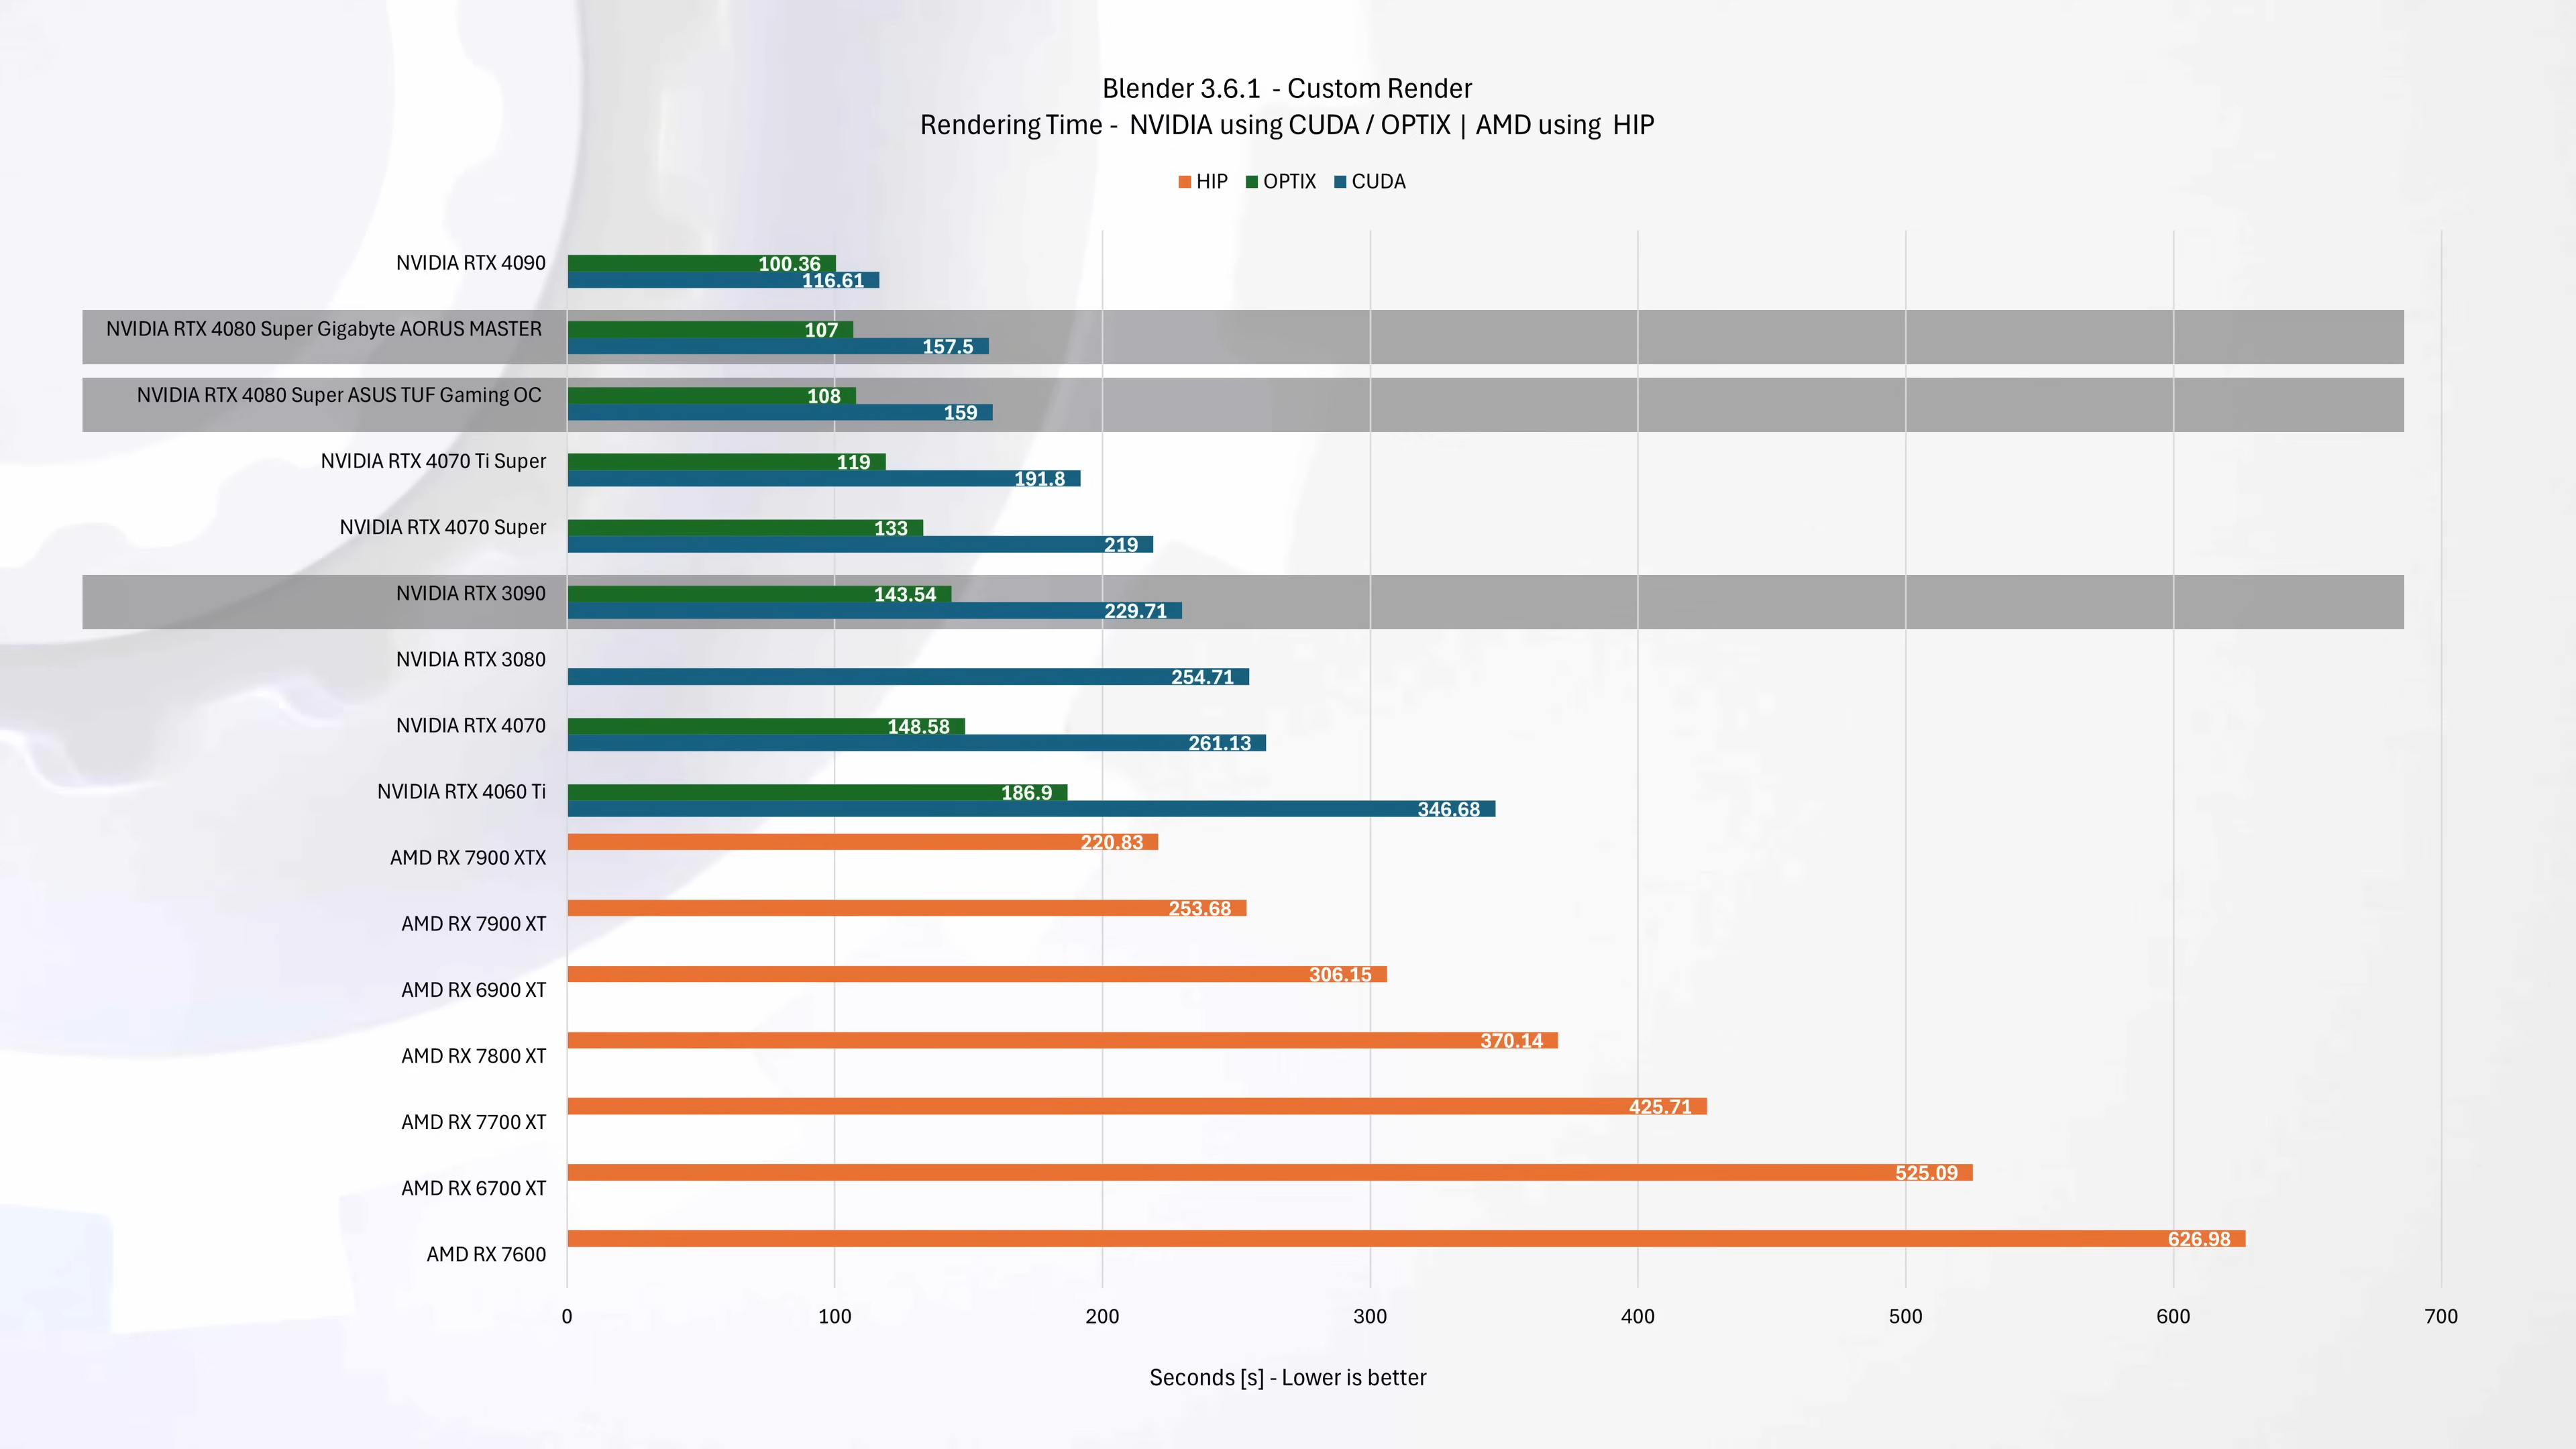 Blender 3.6.1 - Custom Render
Rendering Time - NVIDIA using CUDA / OPTIX | AMD using HIP
HIP OPTIX CUDA
NVIDIA RTX 4090 100.36
116.61
NVIDIA RTX 4080 Super Gigabyte AORUS MASTER 107
157.5
NVIDIA RTX 4080 Super ASUS TUF Gaming OC 108
159
NVIDIA RTX 4070 Ti Super 119
191.8
NVIDIA RTX 4070 Super 133
219
NVIDIA RTX 3090 143.54
229.71
NVIDIA RTX 3080
254.71
NVIDIA RTX 4070 148.58
261.13
NVIDIA RTX 4060 Ti 186.9
346.68
220.83
AMD RX 7900 XTX
253.68
AMD RX 7900 XT
306.15
AMD RX 6900 XT
370.14
AMD RX 7800 XT
425.71
AMD RX 7700 XT
525.09
AMD RX 6700 XT
626.98
AMD RX 7600
0 100 200 300 400 500 600 700
Seconds [s] - Lower is better